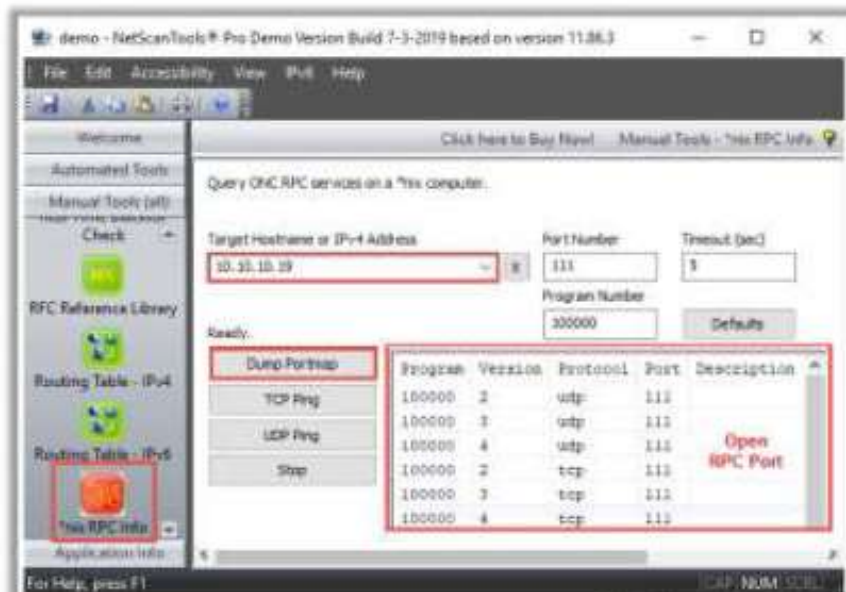 demo - NetScanTools® Pro Demo Version Build 7-3-2019 based on version 11.86.3
File Edit Accessibility View IPv6 Help
Welcome
Automated Tools
Manual Tools (all)
Check
RFC Reference Library
Routing Table - IPv4
Routing Table - IPv6
*nix RPC Info
Application Info
Click here to Buy Now! Manual Tools - *nix RPC Info
Query ONC RPC services on a *nix computer.
Target Hostname or IPv4 Address
10.10.10.19
X
Port Number
111
Timeout (sec)
5
Program Number
100000
Defaults
Ready.
Dump Portmap
TCP Ping
UDP Ping
Stop
Program Version Protocol Port Description
100000 2 udp 111
100000 3 udp 111
100000 4 udp 111
100000 2 tcp 111
100000 3 tcp 111
100000 4 tcp 111
Open
RPC Port
For Help, press F1
CAP NUM SCRL